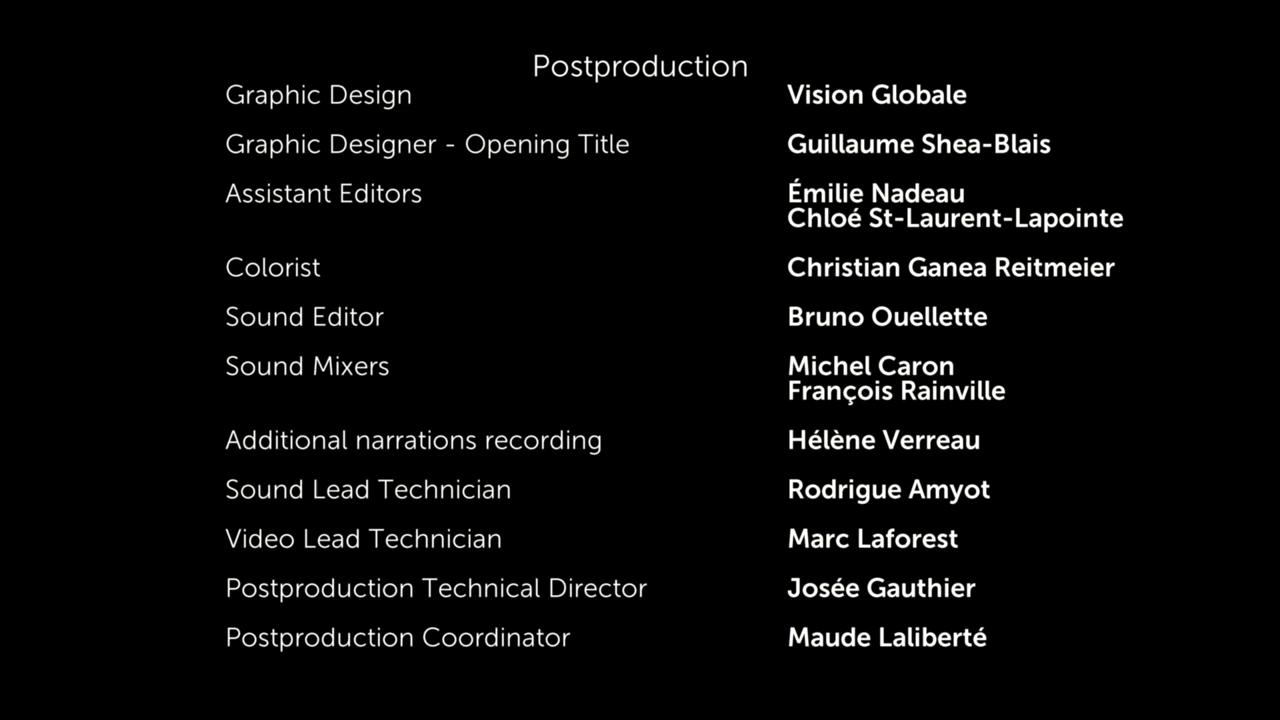 Postproduction
Graphic Design Vision Globale
Graphic Designer - Opening Title Guillaume Shea-Blais
Assistant Editors Émilie Nadeau
Chloé St-Laurent-Lapointe
Colorist Christian Ganea Reitmeier
Sound Editor Bruno Ouellette
Sound Mixers Michel Caron
François Rainville
Additional narrations recording Hélène Verreau
Sound Lead Technician Rodrigue Amyot
Video Lead Technician Marc Laforest
Postproduction Technical Director Josée Gauthier
Postproduction Coordinator Maude Laliberté